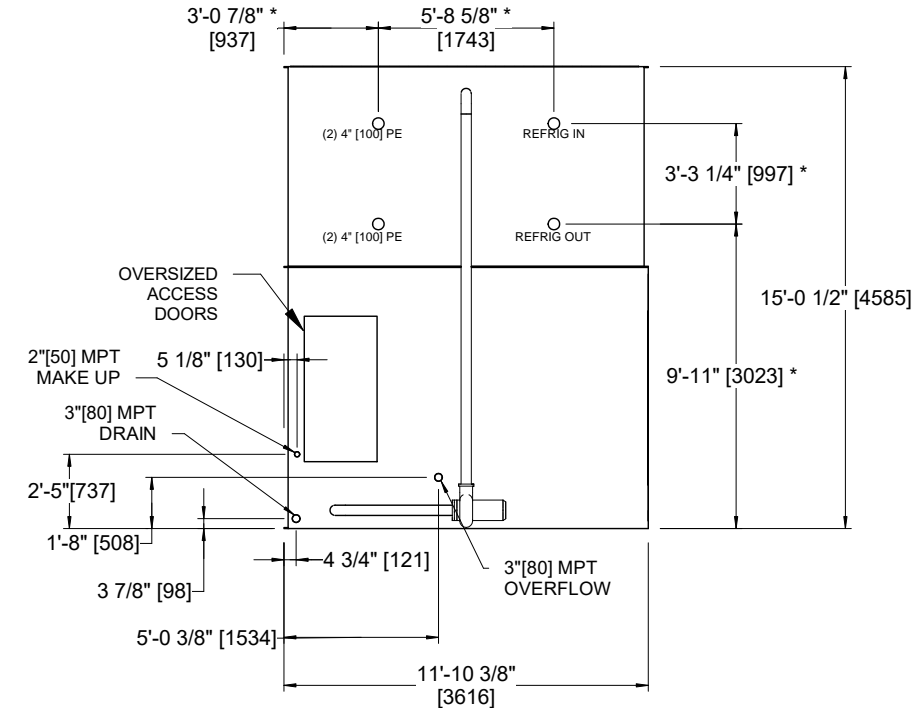 3'-0 7/8" *
[937]
5'-8 5/8" *
[1743]
(2) 4" [100] PE
REFRIG IN
3'-3 1/4" [997] *
(2) 4" [100] PE
REFRIG OUT
OVERSIZED
ACCESS
DOORS
15'-0 1/2" [4585]
2"[50] MPT
MAKE UP
5 1/8" [130]
9'-11" [3023] *
3"[80] MPT
DRAIN
2'-5"[737]
1'-8" [508]
4 3/4" [121]
3"[80] MPT
OVERFLOW
3 7/8" [98]
5'-0 3/8" [1534]
11'-10 3/8"
[3616]